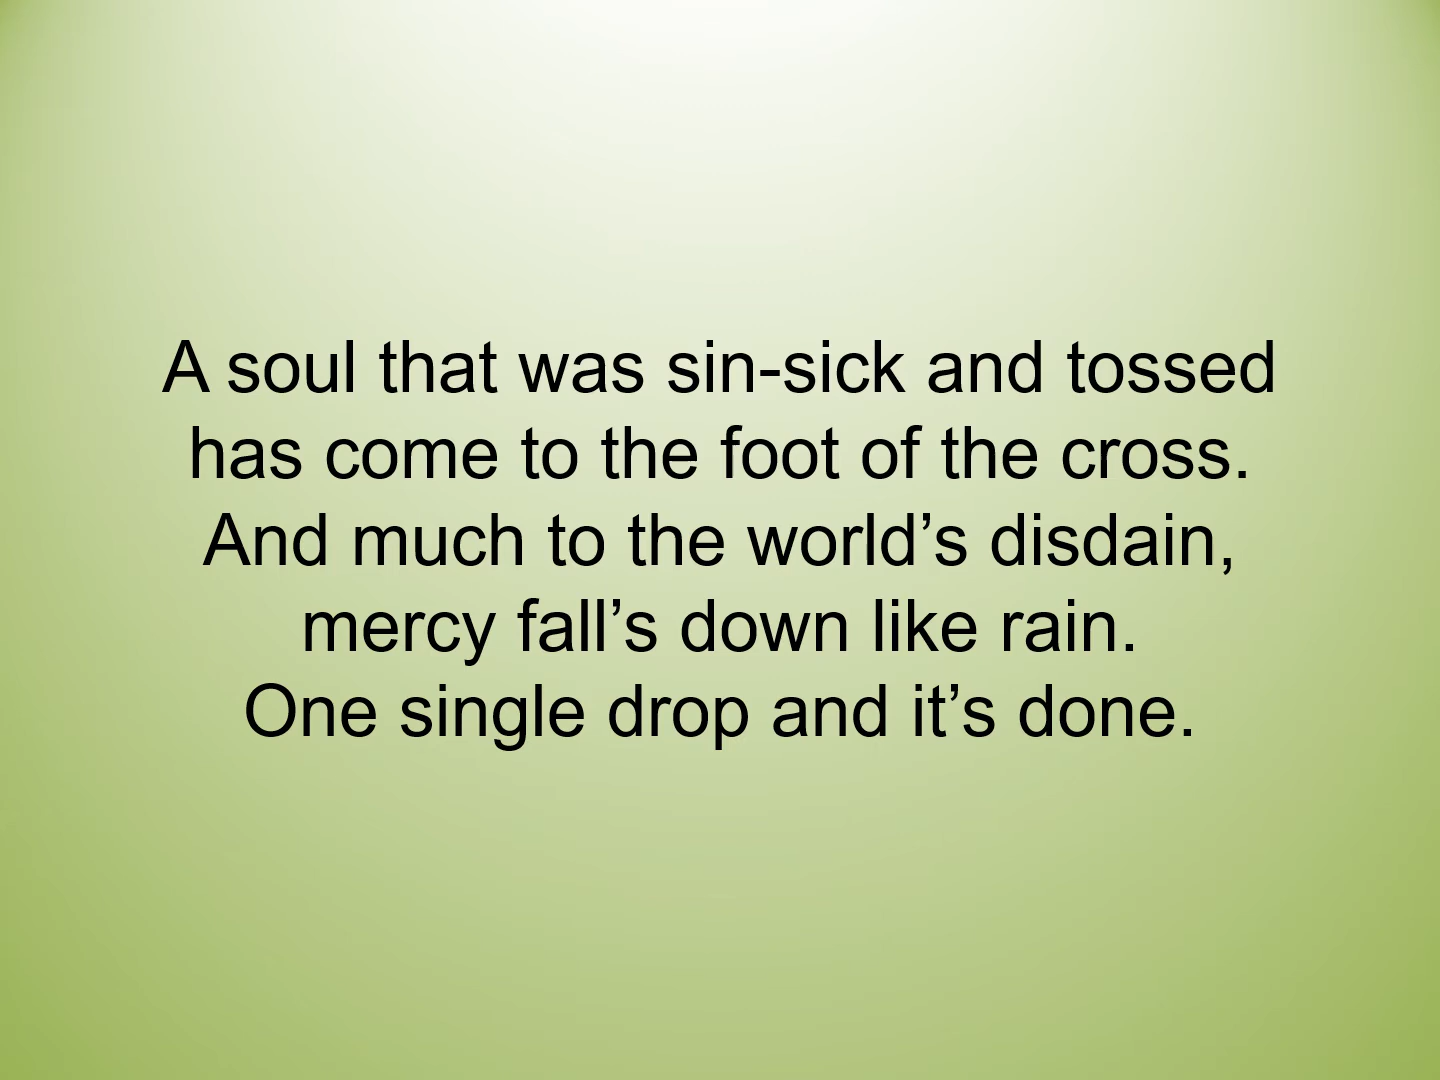 A soul that was sin-sick and tossed
has come to the foot of the cross.
And much to the world’s disdain,
mercy fall’s down like rain.
One single drop and it’s done.